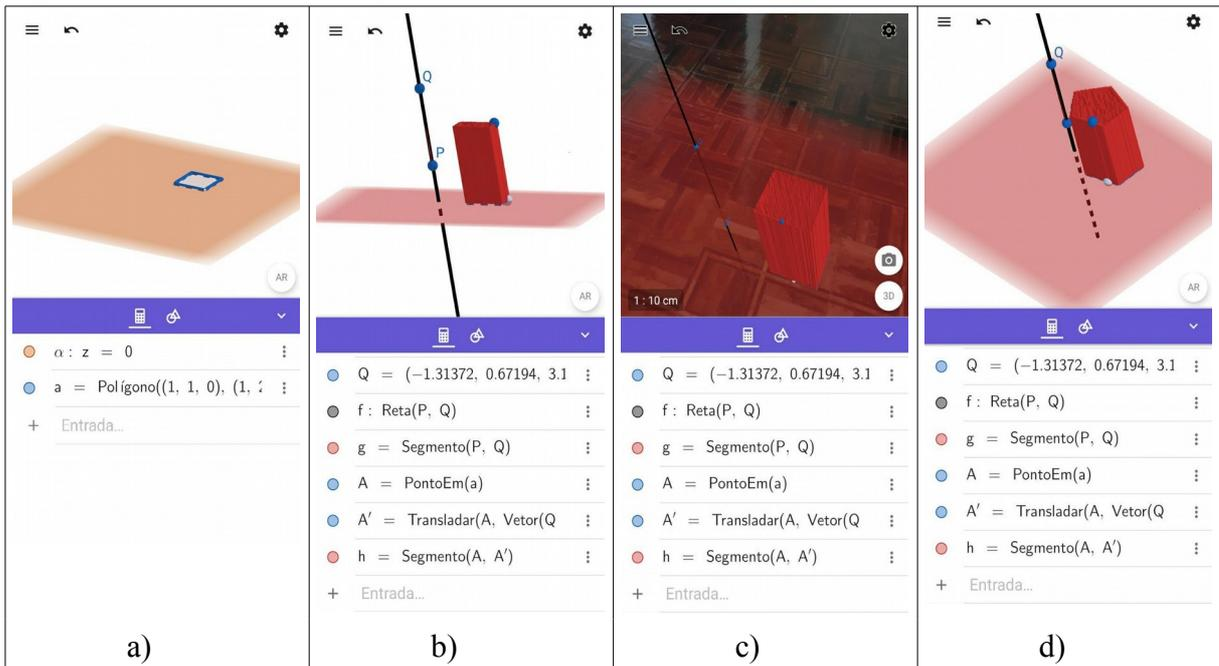 AR
α : z = 0
a = Polígono((1, 1, 0), (1, 2
+ Entrada...
a)
Q
P
AR
Q = (−1.31372, 0.67194, 3.1
f : Reta(P, Q)
g = Segmento(P, Q)
A = PontoEm(a)
A′ = Transladar(A, Vetor(Q
h = Segmento(A, A′)
+ Entrada...
b)
1 : 10 cm
3D
Q = (−1.31372, 0.67194, 3.1
f : Reta(P, Q)
g = Segmento(P, Q)
A = PontoEm(a)
A′ = Transladar(A, Vetor(Q
h = Segmento(A, A′)
+ Entrada...
c)
Q
AR
Q = (−1.31372, 0.67194, 3.1
f : Reta(P, Q)
g = Segmento(P, Q)
A = PontoEm(a)
A′ = Transladar(A, Vetor(Q
h = Segmento(A, A′)
+ Entrada...
d)